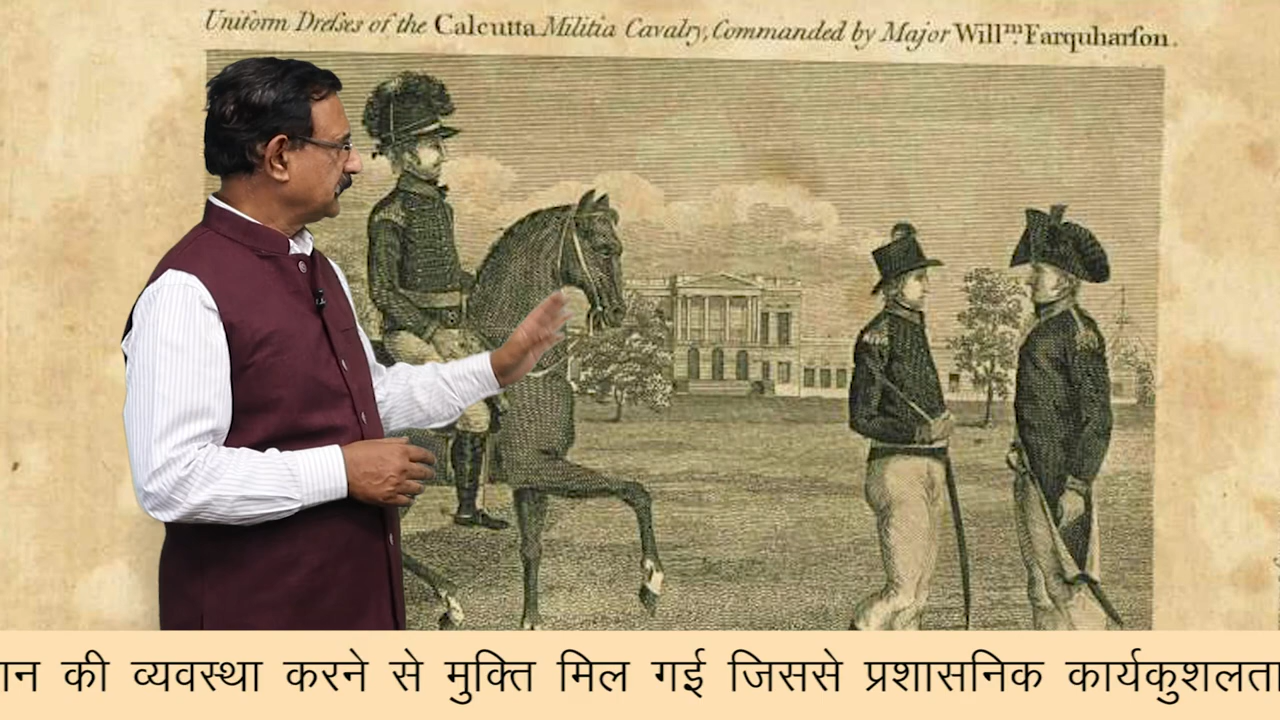 Uniform Dreſses of the Calcutta Militia Cavalry, Commanded by Major Willᵐ. Farquharſon.
की व्यवस्था करने से मुक्ति मिल गई जिससे प्रशासनिक कार्यकुशलता